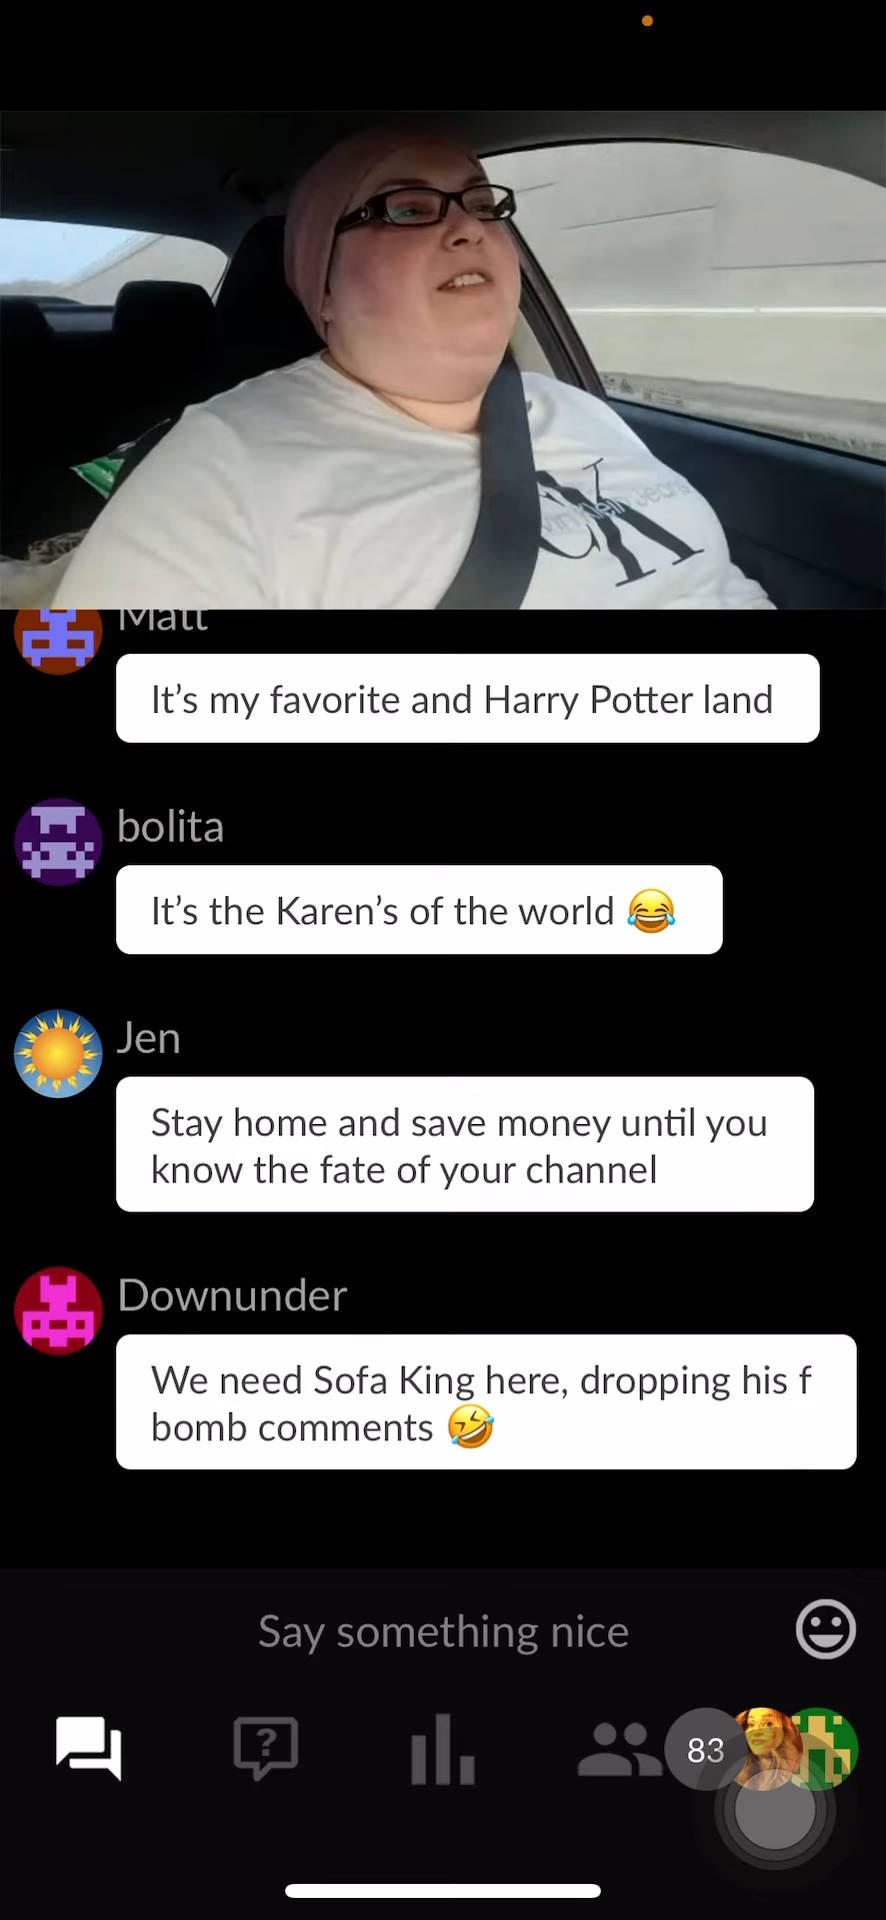 Matt
It's my favorite and Harry Potter land
bolita
It's the Karen's of the world 😂
Jen
Stay home and save money until you
know the fate of your channel
Downunder
We need Sofa King here, dropping his f
bomb comments 🤣
Say something nice
83